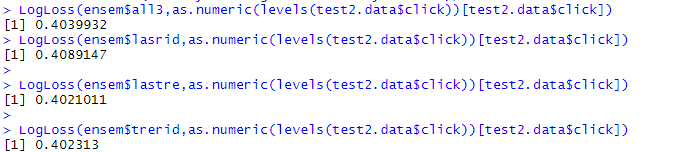 > LogLoss(ensem$all3,as.numeric(levels(test2.data$click))[test2.data$click])
[1] 0.4039932
> LogLoss(ensem$lasrid,as.numeric(levels(test2.data$click))[test2.data$click])
[1] 0.4089147
>
> LogLoss(ensem$lastre,as.numeric(levels(test2.data$click))[test2.data$click])
[1] 0.4021011
>
> LogLoss(ensem$trerid,as.numeric(levels(test2.data$click))[test2.data$click])
[1] 0.402313